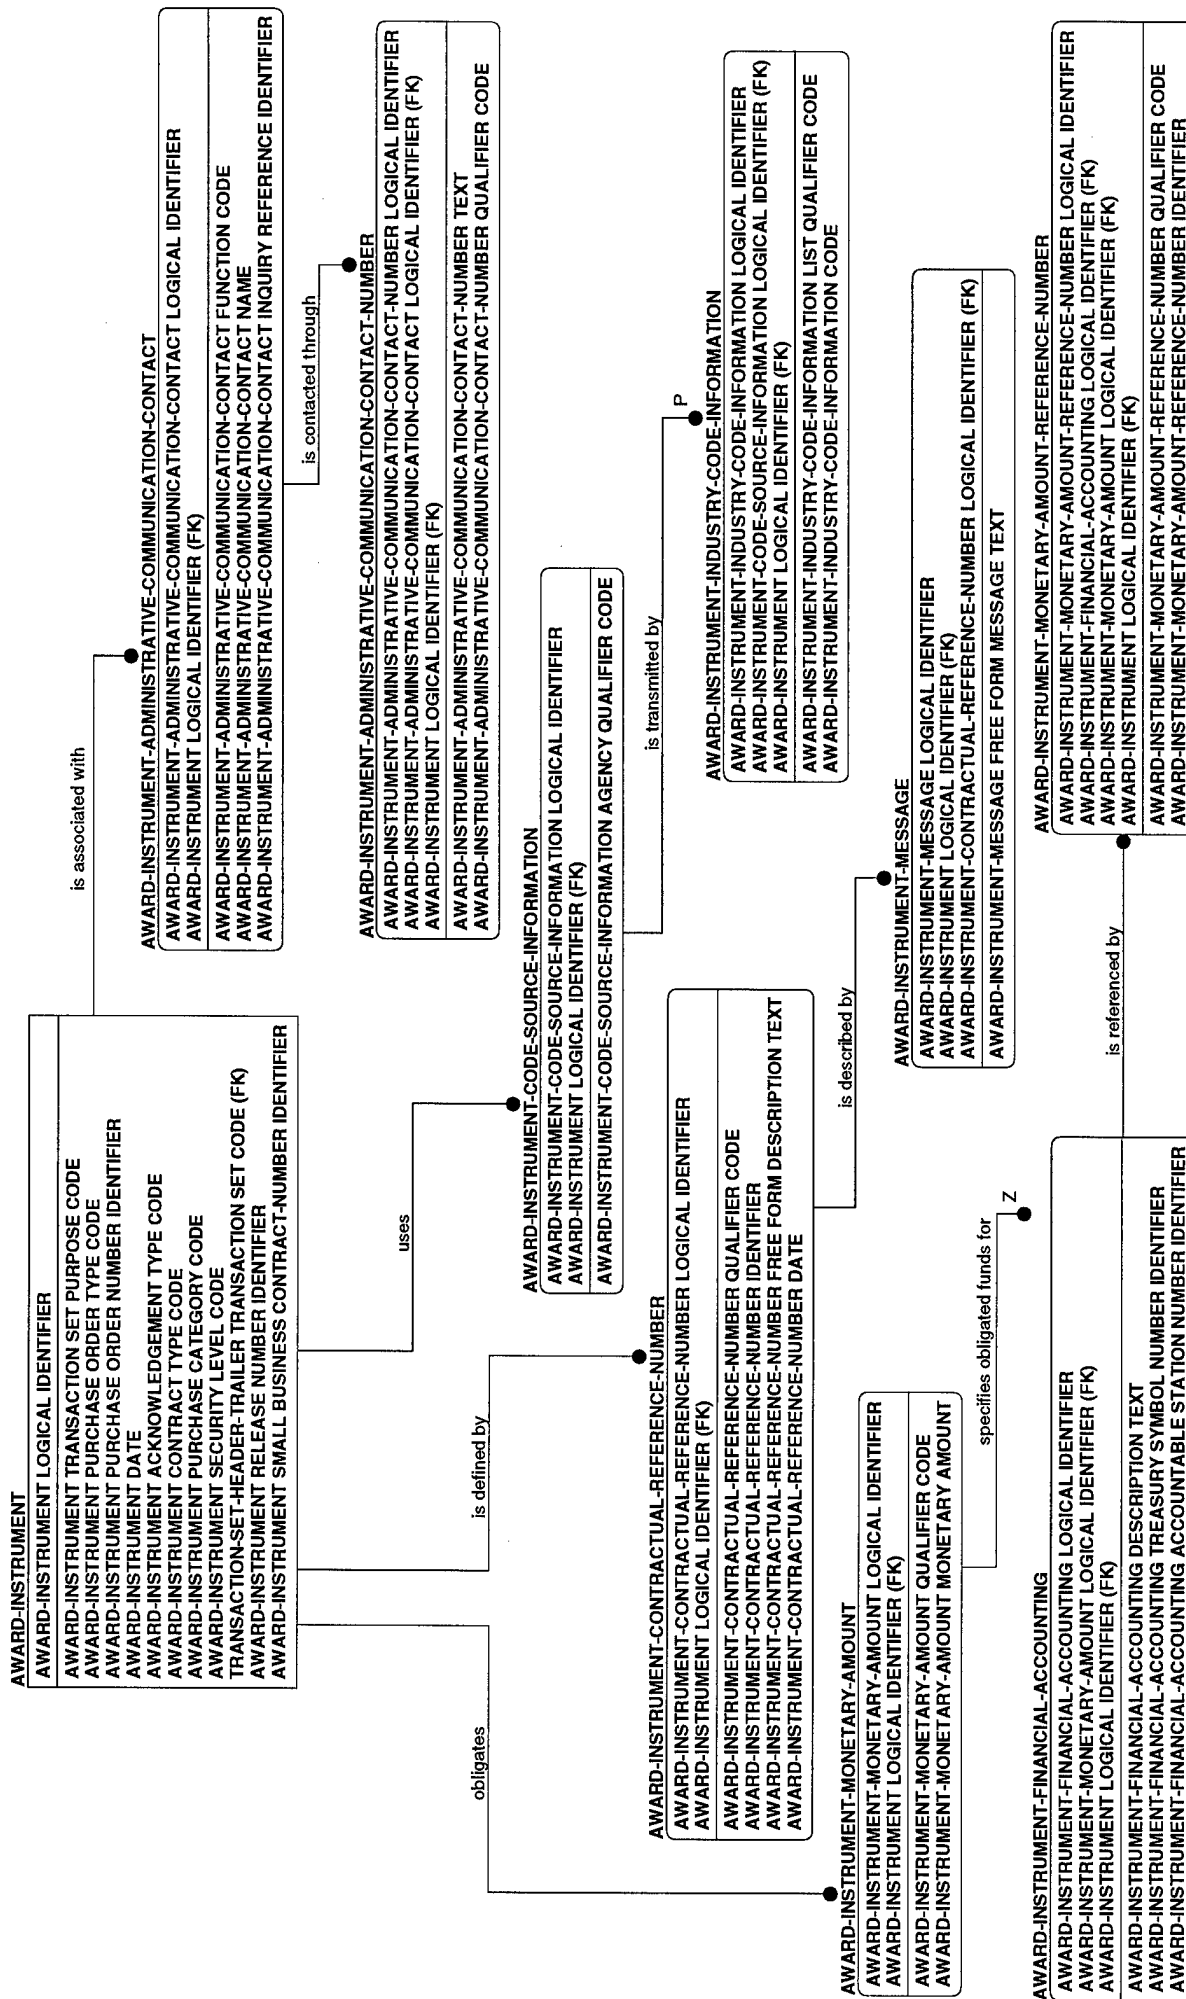 AWARD-INSTRUMENT
AWARD-INSTRUMENT LOGICAL IDENTIFIER
AWARD-INSTRUMENT TRANSACTION SET PURPOSE CODE
AWARD-INSTRUMENT PURCHASE ORDER TYPE CODE
AWARD-INSTRUMENT PURCHASE ORDER NUMBER IDENTIFIER
AWARD-INSTRUMENT DATE
AWARD-INSTRUMENT ACKNOWLEDGEMENT TYPE CODE
AWARD-INSTRUMENT CONTRACT TYPE CODE
AWARD-INSTRUMENT PURCHASE CATEGORY CODE
AWARD-INSTRUMENT SECURITY LEVEL CODE
TRANSACTION-SET-HEADER-TRAILER TRANSACTION SET CODE (FK)
AWARD-INSTRUMENT RELEASE NUMBER IDENTIFIER
AWARD-INSTRUMENT SMALL BUSINESS CONTRACT-NUMBER IDENTIFIER
is associated with
AWARD-INSTRUMENT-ADMINISTRATIVE-COMMUNICATION-CONTACT
AWARD-INSTRUMENT-ADMINISTRATIVE-COMMUNICATION-CONTACT LOGICAL IDENTIFIER
AWARD-INSTRUMENT LOGICAL IDENTIFIER (FK)
AWARD-INSTRUMENT-ADMINISTRATIVE-COMMUNICATION-CONTACT FUNCTION CODE
AWARD-INSTRUMENT-ADMINISTRATIVE-COMMUNICATION-CONTACT NAME
AWARD-INSTRUMENT-ADMINISTRATIVE-COMMUNICATION-CONTACT INQUIRY REFERENCE IDENTIFIER
is contacted through
AWARD-INSTRUMENT-ADMINISTRATIVE-COMMUNICATION-CONTACT-NUMBER
AWARD-INSTRUMENT-ADMINISTRATIVE-COMMUNICATION-CONTACT-NUMBER LOGICAL IDENTIFIER
AWARD-INSTRUMENT-ADMINISTRATIVE-COMMUNICATION-CONTACT LOGICAL IDENTIFIER (FK)
AWARD-INSTRUMENT LOGICAL IDENTIFIER (FK)
AWARD-INSTRUMENT-ADMINISTRATIVE-COMMUNICATION-CONTACT-NUMBER TEXT
AWARD-INSTRUMENT-ADMINISTRATIVE-COMMUNICATION-CONTACT-NUMBER QUALIFIER CODE
uses
AWARD-INSTRUMENT-CODE-SOURCE-INFORMATION
AWARD-INSTRUMENT-CODE-SOURCE-INFORMATION LOGICAL IDENTIFIER
AWARD-INSTRUMENT LOGICAL IDENTIFIER (FK)
AWARD-INSTRUMENT-CODE-SOURCE-INFORMATION AGENCY QUALIFIER CODE
is transmitted by
P
AWARD-INSTRUMENT-INDUSTRY-CODE-INFORMATION
AWARD-INSTRUMENT-INDUSTRY-CODE-INFORMATION LOGICAL IDENTIFIER
AWARD-INSTRUMENT-CODE-SOURCE-INFORMATION LOGICAL IDENTIFIER (FK)
AWARD-INSTRUMENT LOGICAL IDENTIFIER (FK)
AWARD-INSTRUMENT-INDUSTRY-CODE-INFORMATION LIST QUALIFIER CODE
AWARD-INSTRUMENT-INDUSTRY-CODE-INFORMATION CODE
is defined by
AWARD-INSTRUMENT-CONTRACTUAL-REFERENCE-NUMBER
AWARD-INSTRUMENT-CONTRACTUAL-REFERENCE-NUMBER LOGICAL IDENTIFIER
AWARD-INSTRUMENT LOGICAL IDENTIFIER (FK)
AWARD-INSTRUMENT-CONTRACTUAL-REFERENCE-NUMBER QUALIFIER CODE
AWARD-INSTRUMENT-CONTRACTUAL-REFERENCE-NUMBER IDENTIFIER
AWARD-INSTRUMENT-CONTRACTUAL-REFERENCE-NUMBER FREE FORM DESCRIPTION TEXT
AWARD-INSTRUMENT-CONTRACTUAL-REFERENCE-NUMBER DATE
is described by
AWARD-INSTRUMENT-MESSAGE
AWARD-INSTRUMENT-MESSAGE LOGICAL IDENTIFIER
AWARD-INSTRUMENT LOGICAL IDENTIFIER (FK)
AWARD-INSTRUMENT-CONTRACTUAL-REFERENCE-NUMBER LOGICAL IDENTIFIER (FK)
AWARD-INSTRUMENT-MESSAGE FREE FORM MESSAGE TEXT
obligates
AWARD-INSTRUMENT-MONETARY-AMOUNT
AWARD-INSTRUMENT-MONETARY-AMOUNT LOGICAL IDENTIFIER
AWARD-INSTRUMENT LOGICAL IDENTIFIER (FK)
AWARD-INSTRUMENT-MONETARY-AMOUNT QUALIFIER CODE
AWARD-INSTRUMENT-MONETARY-AMOUNT MONETARY AMOUNT
specifies obligated funds for
Z
AWARD-INSTRUMENT-FINANCIAL-ACCOUNTING
AWARD-INSTRUMENT-FINANCIAL-ACCOUNTING LOGICAL IDENTIFIER
AWARD-INSTRUMENT-MONETARY-AMOUNT LOGICAL IDENTIFIER (FK)
AWARD-INSTRUMENT LOGICAL IDENTIFIER (FK)
AWARD-INSTRUMENT-FINANCIAL-ACCOUNTING DESCRIPTION TEXT
AWARD-INSTRUMENT-FINANCIAL-ACCOUNTING TREASURY SYMBOL NUMBER IDENTIFIER
AWARD-INSTRUMENT-FINANCIAL-ACCOUNTING ACCOUNTABLE STATION NUMBER IDENTIFIER
is referenced by
AWARD-INSTRUMENT-MONETARY-AMOUNT-REFERENCE-NUMBER
AWARD-INSTRUMENT-MONETARY-AMOUNT-REFERENCE-NUMBER LOGICAL IDENTIFIER
AWARD-INSTRUMENT-FINANCIAL-ACCOUNTING LOGICAL IDENTIFIER (FK)
AWARD-INSTRUMENT-MONETARY-AMOUNT LOGICAL IDENTIFIER (FK)
AWARD-INSTRUMENT LOGICAL IDENTIFIER (FK)
AWARD-INSTRUMENT-MONETARY-AMOUNT-REFERENCE-NUMBER QUALIFIER CODE
AWARD-INSTRUMENT-MONETARY-AMOUNT-REFERENCE-NUMBER IDENTIFIER